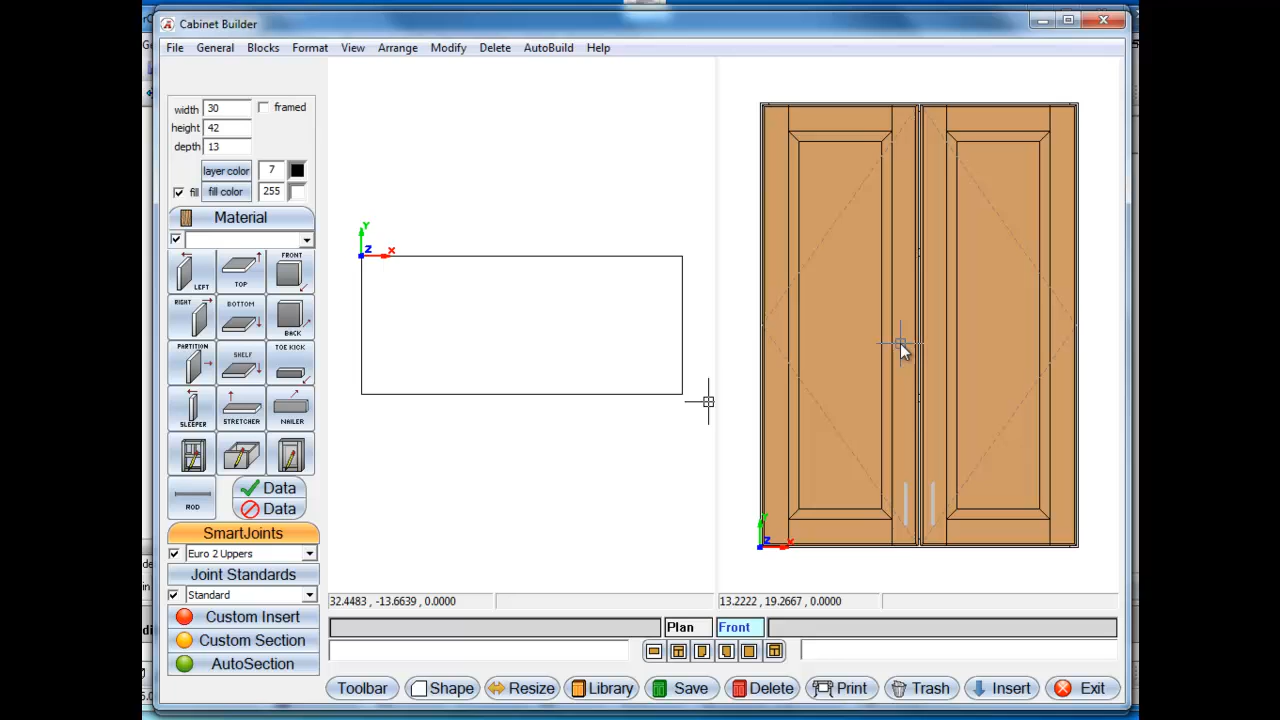 Cabinet Builder
File General Blocks Format View Arrange Modify Delete AutoBuild Help
width 30 framed
height 42
depth 13
layer color 7
fill fill color 255
Material
LEFT TOP FRONT
RIGHT BOTTOM BACK
PARTITION SHELF TOE KICK
SLEEPER STRETCHER NAILER
ROD Data
Data
SmartJoints
Euro 2 Uppers
Joint Standards
Standard
Custom Insert
Custom Section
AutoSection
Y
Z X
Y
Z X
32.4483 , -13.6639 , 0.0000
13.2222 , 19.2667 , 0.0000
Plan Front
Toolbar Shape Resize Library Save Delete Print Trash Insert Exit